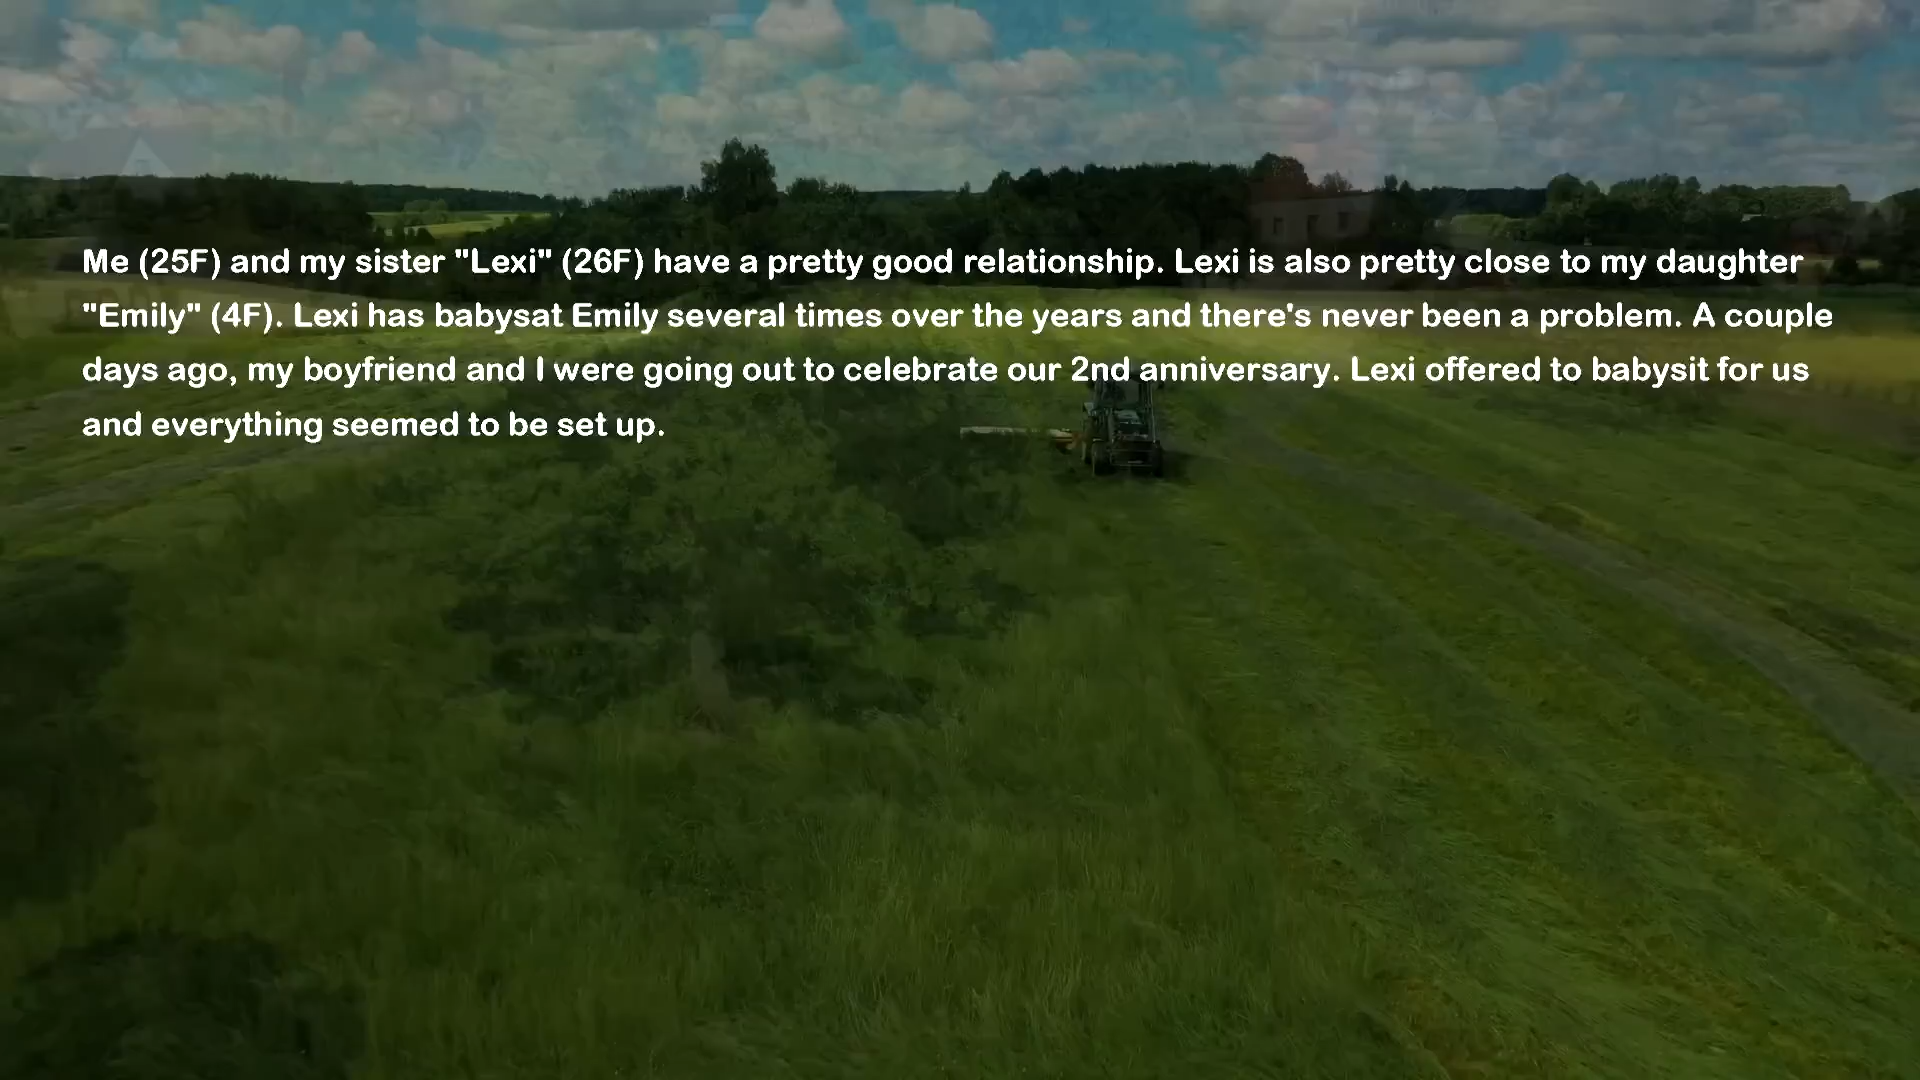 Me (25F) and my sister "Lexi" (26F) have a pretty good relationship. Lexi is also pretty close to my daughter
"Emily" (4F). Lexi has babysat Emily several times over the years and there's never been a problem. A couple
days ago, my boyfriend and I were going out to celebrate our 2nd anniversary. Lexi offered to babysit for us
and everything seemed to be set up.